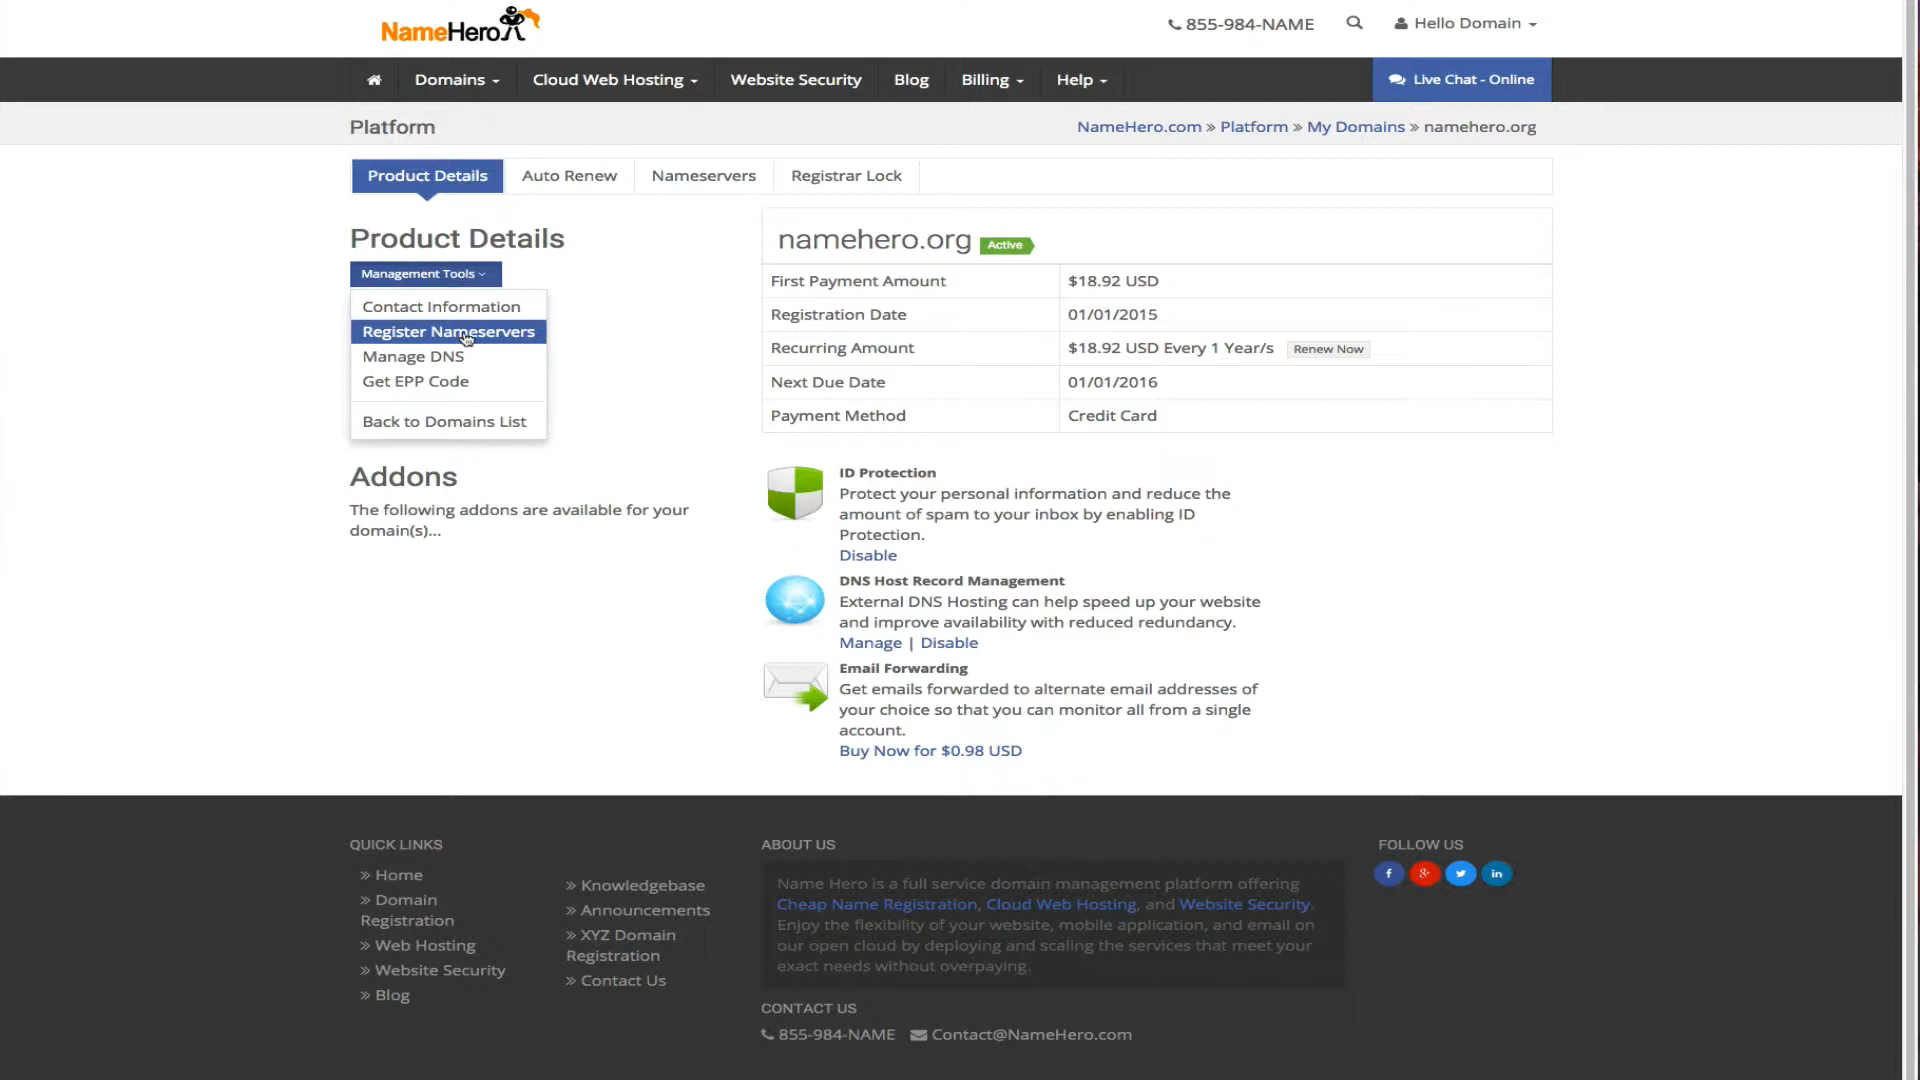 NameHero
855-984-NAME
Hello Domain
Domains
Cloud Web Hosting
Website Security
Blog
Billing
Help
Live Chat - Online
Platform
NameHero.com » Platform » My Domains » namehero.org
Product Details
Auto Renew
Nameservers
Registrar Lock
Product Details
Management Tools
Contact Information
Register Nameservers
Manage DNS
Get EPP Code
Back to Domains List
Addons
The following addons are available for your
domain(s)...
namehero.org Active
First Payment Amount $18.92 USD
Registration Date 01/01/2015
Recurring Amount $18.92 USD Every 1 Year/s Renew Now
Next Due Date 01/01/2016
Payment Method Credit Card
ID Protection
Protect your personal information and reduce the
amount of spam to your inbox by enabling ID
Protection.
Disable
DNS Host Record Management
External DNS Hosting can help speed up your website
and improve availability with reduced redundancy.
Manage | Disable
Email Forwarding
Get emails forwarded to alternate email addresses of
your choice so that you can monitor all from a single
account.
Buy Now for $0.98 USD
QUICK LINKS
» Home
» Domain
Registration
» Web Hosting
» Website Security
» Blog
» Knowledgebase
» Announcements
» XYZ Domain
Registration
» Contact Us
ABOUT US
Name Hero is a full service domain management platform offering
Cheap Name Registration, Cloud Web Hosting, and Website Security.
Enjoy the flexibility of your website, mobile application, and email on
our open cloud by deploying and scaling the services that meet your
exact needs without overpaying.
CONTACT US
855-984-NAME Contact@NameHero.com
FOLLOW US